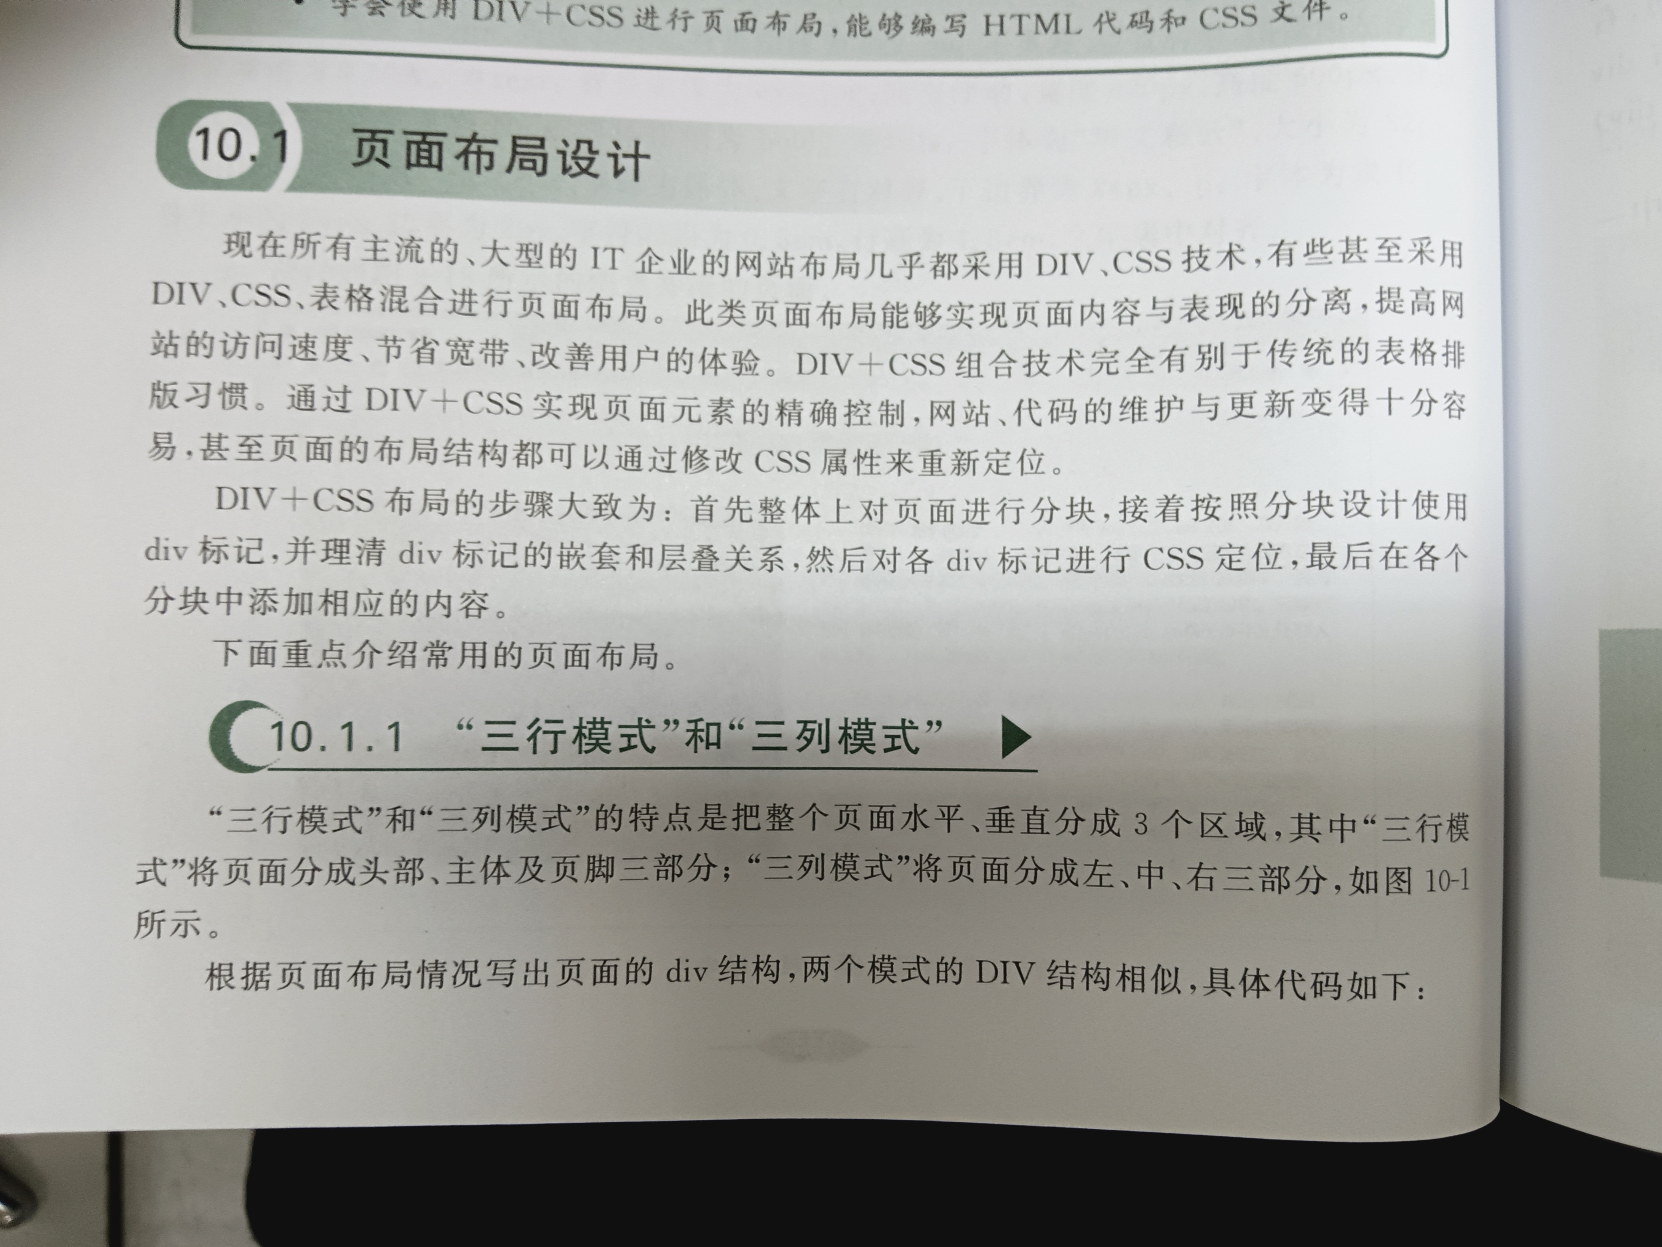 学会使用 DIV+CSS 进行页面布局,能够编写 HTML 代码和 CSS 文件。
10.1 页面布局设计
现在所有主流的、大型的 IT 企业的网站布局几乎都采用 DIV、CSS 技术,有些甚至采用
DIV、CSS、表格混合进行页面布局。此类页面布局能够实现页面内容与表现的分离,提高网
站的访问速度、节省宽带、改善用户的体验。DIV+CSS 组合技术完全有别于传统的表格排
版习惯。通过 DIV+CSS 实现页面元素的精确控制,网站、代码的维护与更新变得十分容
易,甚至页面的布局结构都可以通过修改 CSS 属性来重新定位。
DIV+CSS 布局的步骤大致为:首先整体上对页面进行分块,接着按照分块设计使用
div 标记,并理清 div 标记的嵌套和层叠关系,然后对各 div 标记进行 CSS 定位,最后在各个
分块中添加相应的内容。
下面重点介绍常用的页面布局。
10.1.1 “三行模式”和“三列模式”
“三行模式”和“三列模式”的特点是把整个页面水平、垂直分成 3 个区域,其中“三行模
式”将页面分成头部、主体及页脚三部分;“三列模式”将页面分成左、中、右三部分,如图 10-1
所示。
根据页面布局情况写出页面的 div 结构,两个模式的 DIV 结构相似,具体代码如下: